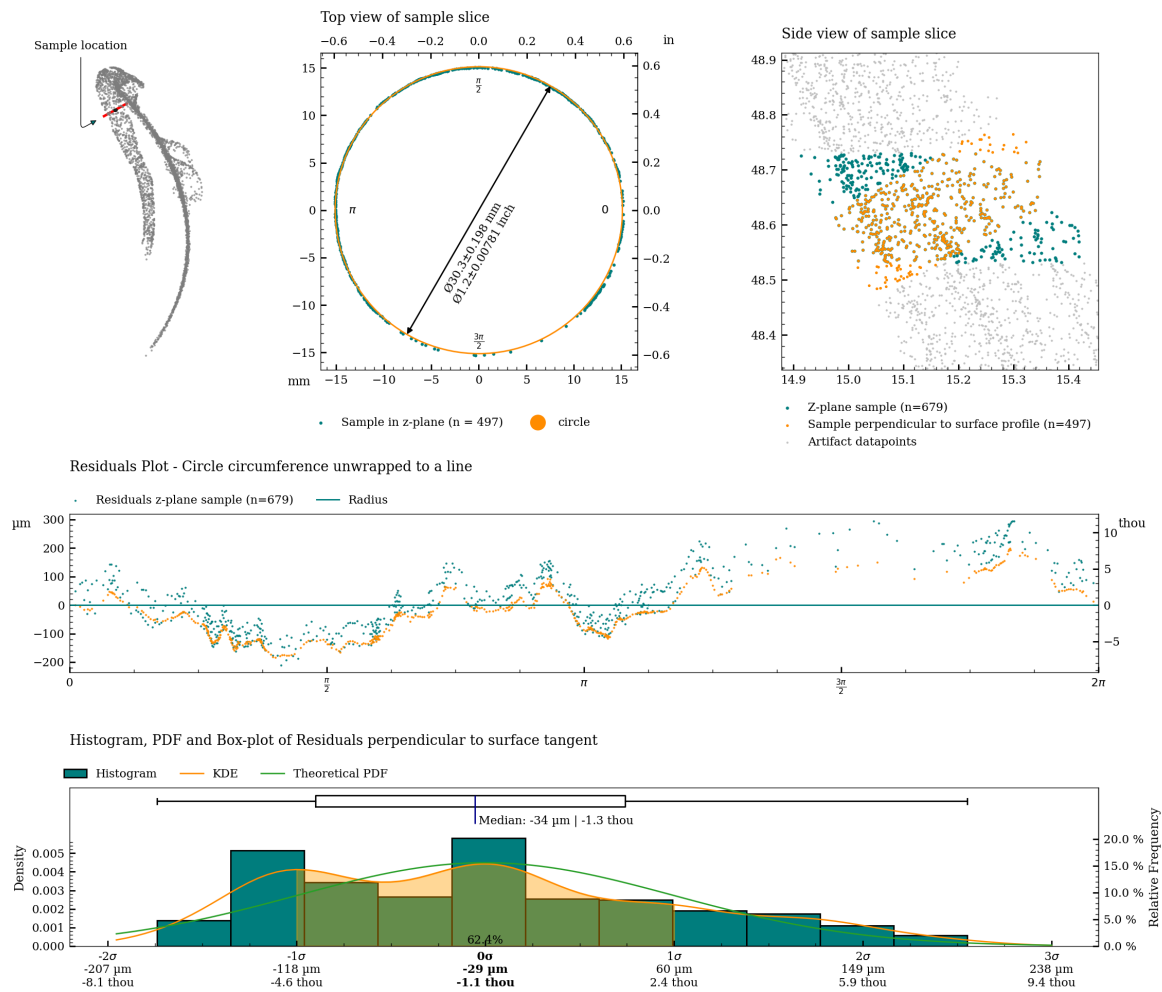 Sample location
Top view of sample slice
−0.6 −0.4 −0.2 0.0 0.2 0.4 0.6 in
15
10
5
0
−5
−10
−15
0.6
0.4
0.2
0.0
−0.2
−0.4
−0.6
π/2
π
0
3π/2
Ø30.3±0.198 mm
Ø1.2±0.00781 inch
mm −15 −10 −5 0 5 10 15
Sample in z-plane (n = 497) circle
Side view of sample slice
48.9
48.8
48.7
48.6
48.5
48.4
14.9 15.0 15.1 15.2 15.3 15.4
Z-plane sample (n=679)
Sample perpendicular to surface profile (n=497)
Artifact datapoints
Residuals Plot - Circle circumference unwrapped to a line
Residuals z-plane sample (n=679) Radius
µm
300
200
100
0
−100
−200
thou
10
5
0
−5
0 π/2 π 3π/2 2π
Histogram, PDF and Box-plot of Residuals perpendicular to surface tangent
Histogram KDE Theoretical PDF
Median: -34 µm | -1.3 thou
Density
0.005
0.004
0.003
0.002
0.001
0.000
Relative Frequency
20.0 %
15.0 %
10.0 %
5.0 %
0.0 %
62.4%
-2σ -1σ 0σ 1σ 2σ 3σ
-207 µm -118 µm -29 µm 60 µm 149 µm 238 µm
-8.1 thou -4.6 thou -1.1 thou 2.4 thou 5.9 thou 9.4 thou